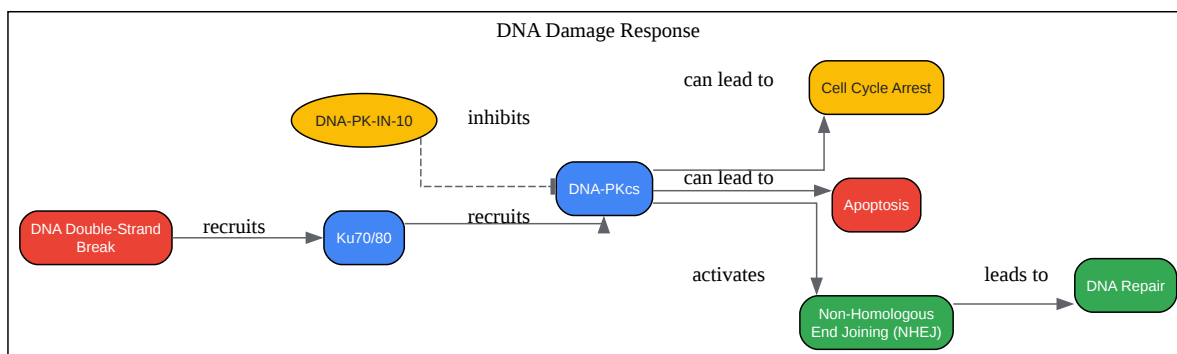 DNA Damage Response
can lead to
Cell Cycle Arrest
DNA-PK-IN-10
inhibits
DNA-PKcs
can lead to
Apoptosis
DNA Double-Strand
Break
recruits
Ku70/80
recruits
activates
Non-Homologous
End Joining (NHEJ)
leads to
DNA Repair